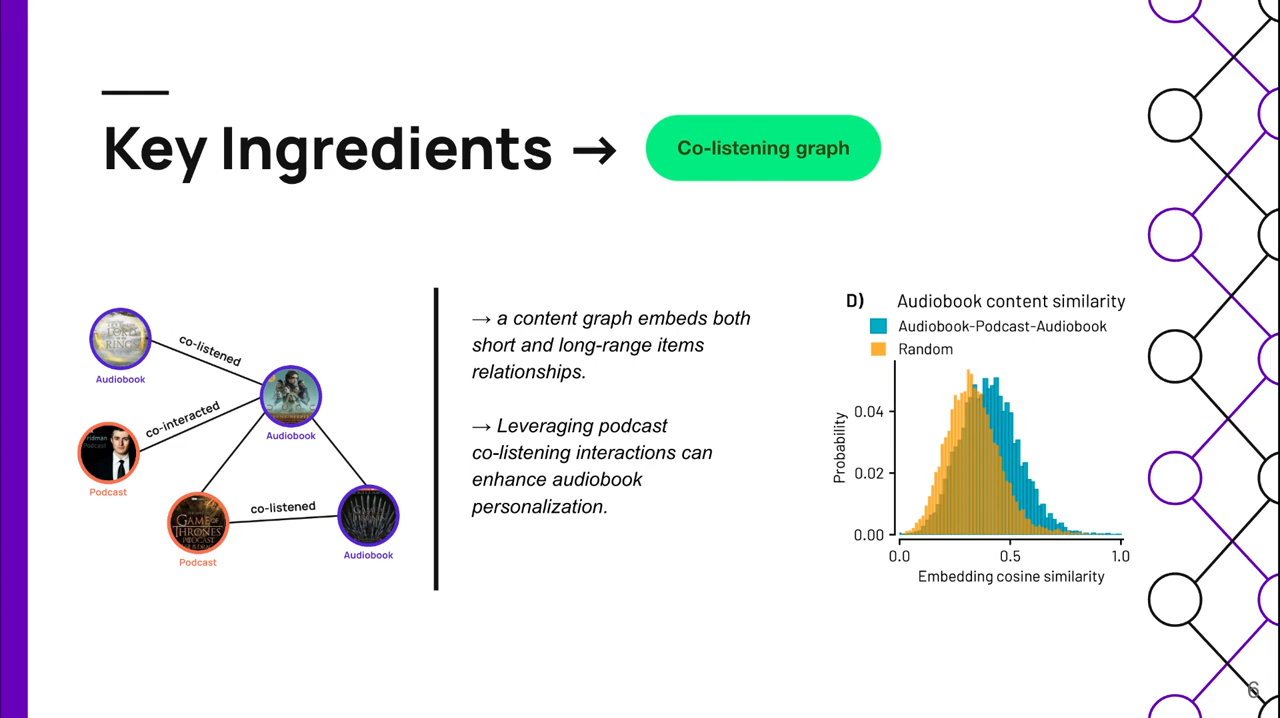 Key Ingredients → Co-listening graph
co-listened
Audiobook
co-interacted
Audiobook
ridman
Podcast
Podcast
GAME OF
THRONES
PODCAST
Podcast
co-listened
Audiobook
→ a content graph embeds both
short and long-range items
relationships.
→ Leveraging podcast
co-listening interactions can
enhance audiobook
personalization.
D) Audiobook content similarity
Audiobook-Podcast-Audiobook
Random
Probability
0.04
0.02
0.00
0.0 0.5 1.0
Embedding cosine similarity
6